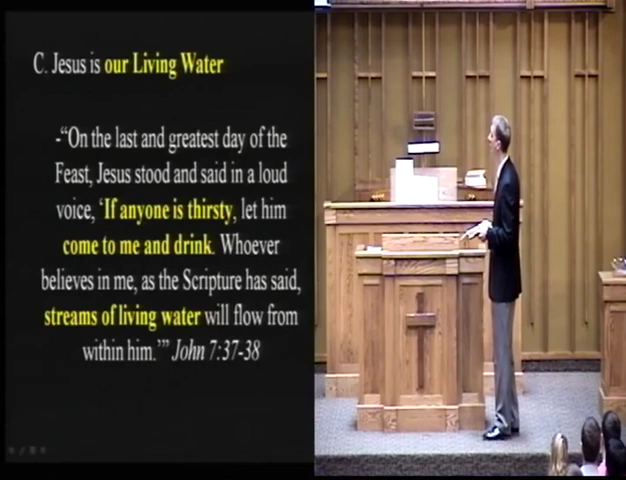 C. Jesus is our Living Water
-“On the last and greatest day of the
Feast, Jesus stood and said in a loud
voice, ‘If anyone is thirsty, let him
come to me and drink. Whoever
believes in me, as the Scripture has said,
streams of living water will flow from
within him.’” John 7:37-38